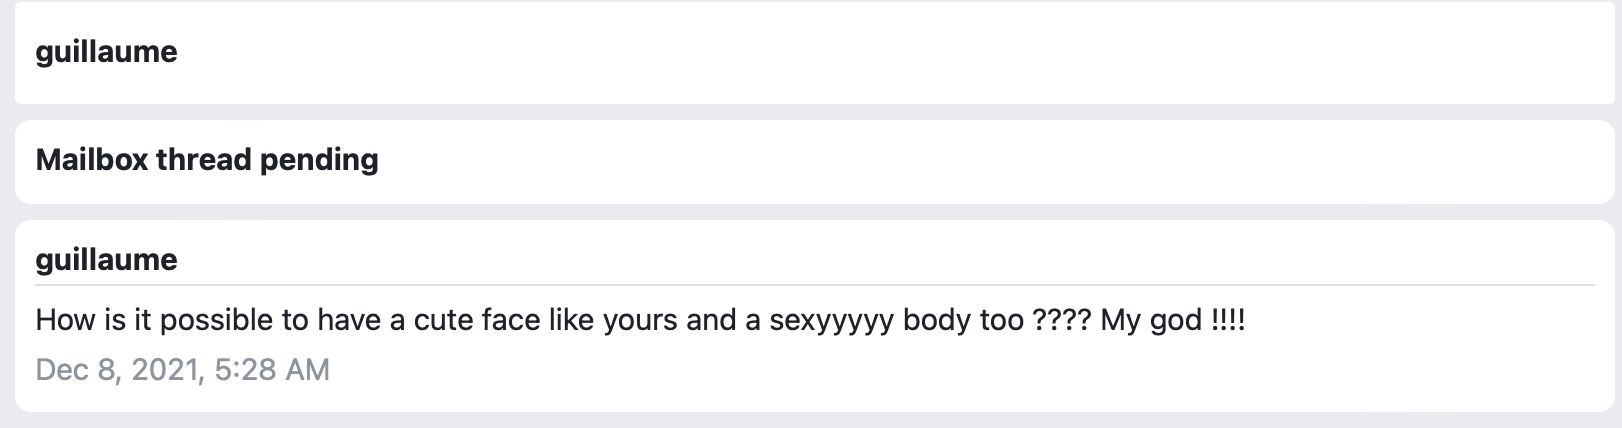 guillaume
Mailbox thread pending
guillaume
How is it possible to have a cute face like yours and a sexyyyyy body too ???? My god !!!!
Dec 8, 2021, 5:28 AM